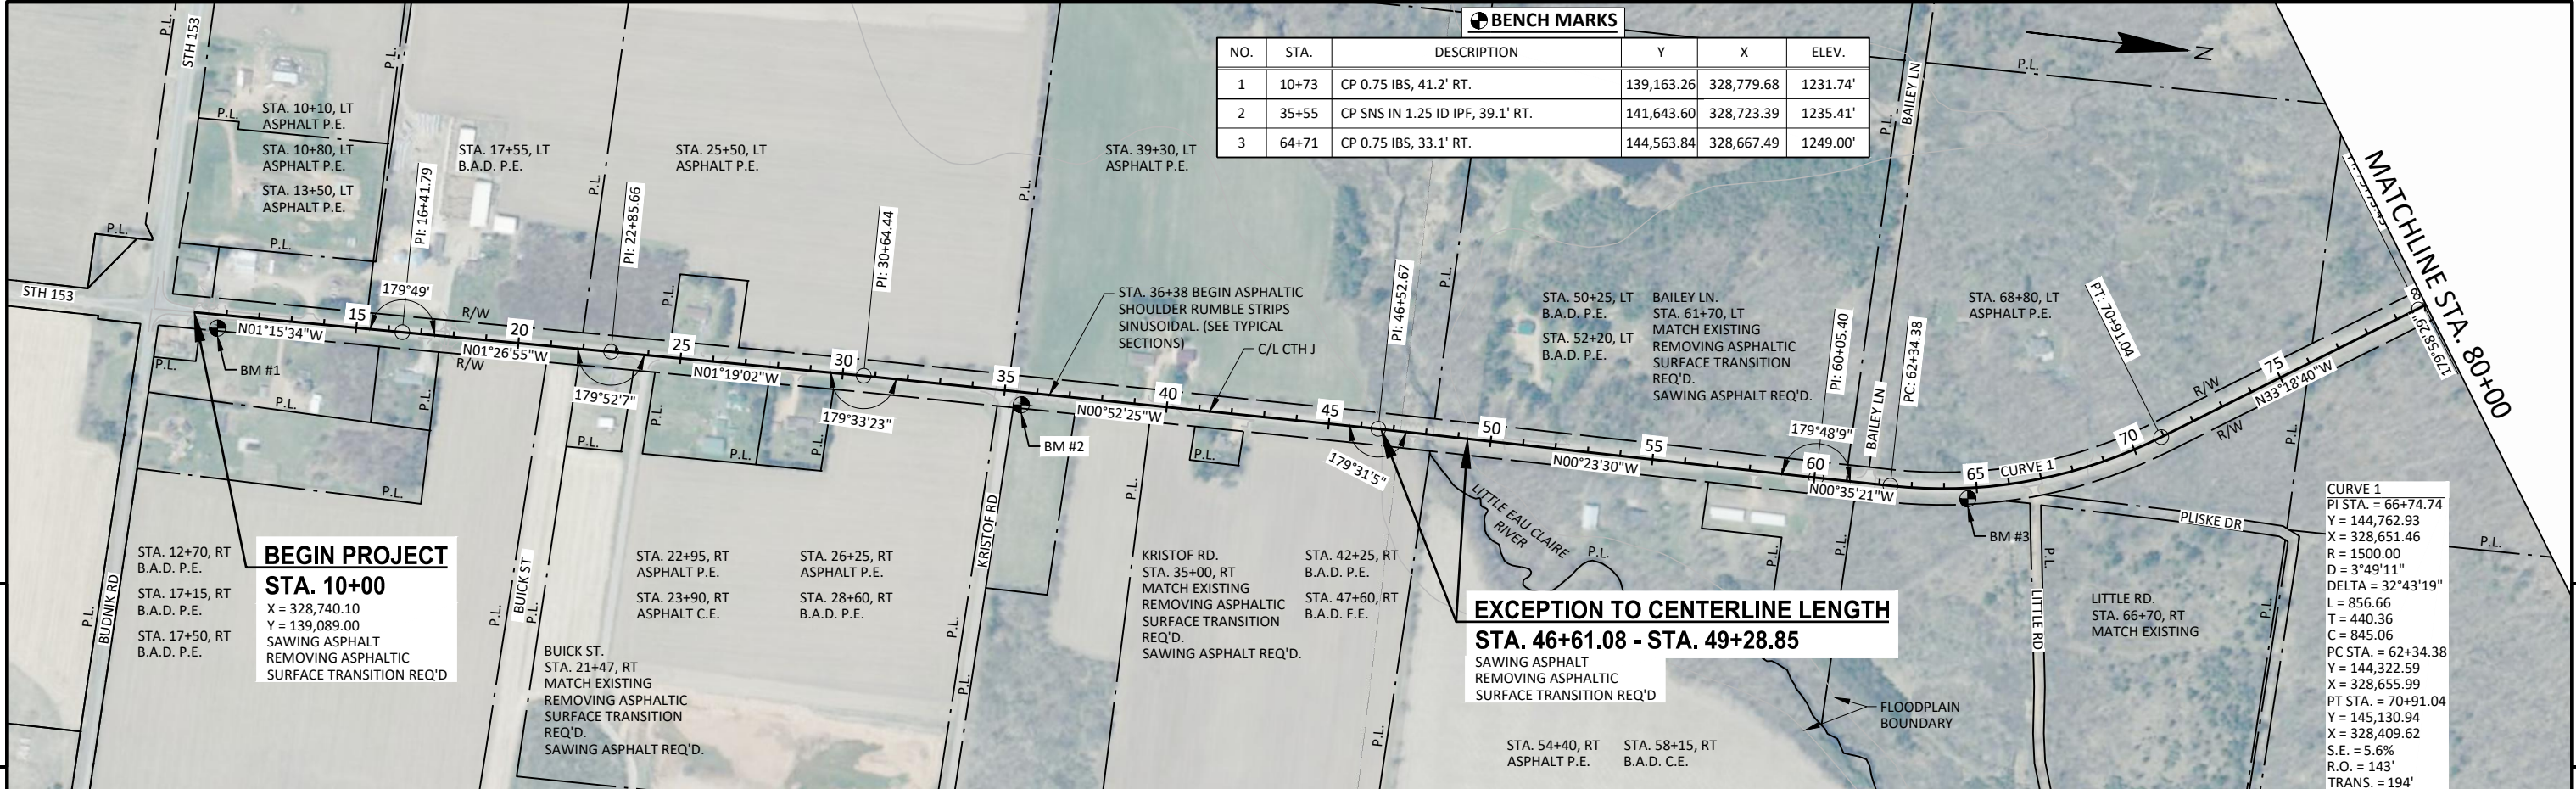 BENCH MARKS
NO. STA. DESCRIPTION Y X ELEV.
1 10+73 CP 0.75 IBS, 41.2' RT. 139,163.26 328,779.68 1231.74'
2 35+55 CP SNS IN 1.25 ID IPF, 39.1' RT. 141,643.60 328,723.39 1235.41'
3 64+71 CP 0.75 IBS, 33.1' RT. 144,563.84 328,667.49 1249.00'
N
P.L.
STH 153
P.L.
P.L.
STA. 10+10, LT
ASPHALT P.E.
STA. 10+80, LT
ASPHALT P.E.
STA. 13+50, LT
ASPHALT P.E.
P.L.
P.L.
P.L.
STH 153
STA. 17+55, LT
B.A.D. P.E.
P.L.
STA. 25+50, LT
ASPHALT P.E.
P.L.
STA. 39+30, LT
ASPHALT P.E.
P.L.
P.L.
BAILEY LN
P.L.
PI: 16+41.79
PI: 22+85.66
PI: 30+64.44
PI: 46+52.67
PI: 60+05.40
PC: 62+34.38
PT: 70+91.04
MATCHLINE STA. 80+00
P.L.
STA. 36+38 BEGIN ASPHALTIC
SHOULDER RUMBLE STRIPS
SINUSOIDAL. (SEE TYPICAL
SECTIONS)
C/L CTH J
STA. 50+25, LT
B.A.D. P.E.
STA. 52+20, LT
B.A.D. P.E.
BAILEY LN.
STA. 61+70, LT
MATCH EXISTING
REMOVING ASPHALTIC
SURFACE TRANSITION
REQ'D.
SAWING ASPHALT REQ'D.
STA. 68+80, LT
ASPHALT P.E.
BAILEY LN
15
20
25
30
35
40
45
50
55
60
65
70
75
179°49'
179°52'7"
179°33'23"
179°31'5"
179°48'9"
179°58'29"
R/W
R/W
R/W
R/W
N01°15'34"W
N01°26'55"W
N01°19'02"W
N00°52'25"W
N00°23'30"W
N00°35'21"W
CURVE 1
N33°18'40"W
BM #1
BM #2
BM #3
P.L.
P.L.
P.L.
P.L.
P.L.
P.L.
P.L.
P.L.
P.L.
P.L.
P.L.
P.L.
P.L.
LITTLE EAU CLAIRE
RIVER
P.L.
P.L.
P.L.
PLISKE DR
P.L.
P.L.
LITTLE RD
BUDNIK RD
P.L.
BUICK ST
P.L.
P.L.
KRISTOF RD
P.L.
P.L.
P.L.
STA. 12+70, RT
B.A.D. P.E.
STA. 17+15, RT
B.A.D. P.E.
STA. 17+50, RT
B.A.D. P.E.
BEGIN PROJECT
STA. 10+00
X = 328,740.10
Y = 139,089.00
SAWING ASPHALT
REMOVING ASPHALTIC
SURFACE TRANSITION REQ'D
BUICK ST.
STA. 21+47, RT
MATCH EXISTING
REMOVING ASPHALTIC
SURFACE TRANSITION
REQ'D.
SAWING ASPHALT REQ'D.
STA. 22+95, RT
ASPHALT P.E.
STA. 23+90, RT
ASPHALT C.E.
STA. 26+25, RT
ASPHALT P.E.
STA. 28+60, RT
B.A.D. P.E.
KRISTOF RD.
STA. 35+00, RT
MATCH EXISTING
REMOVING ASPHALTIC
SURFACE TRANSITION
REQ'D.
SAWING ASPHALT REQ'D.
STA. 42+25, RT
B.A.D. P.E.
STA. 47+60, RT
B.A.D. F.E.
EXCEPTION TO CENTERLINE LENGTH
STA. 46+61.08 - STA. 49+28.85
SAWING ASPHALT
REMOVING ASPHALTIC
SURFACE TRANSITION REQ'D
STA. 54+40, RT
ASPHALT P.E.
STA. 58+15, RT
B.A.D. C.E.
FLOODPLAIN
BOUNDARY
LITTLE RD.
STA. 66+70, RT
MATCH EXISTING
CURVE 1
PI STA. = 66+74.74
Y = 144,762.93
X = 328,651.46
R = 1500.00
D = 3°49'11"
DELTA = 32°43'19"
L = 856.66
T = 440.36
C = 845.06
PC STA. = 62+34.38
Y = 144,322.59
X = 328,655.99
PT STA. = 70+91.04
Y = 145,130.94
X = 328,409.62
S.E. = 5.6%
R.O. = 143'
TRANS. = 194'